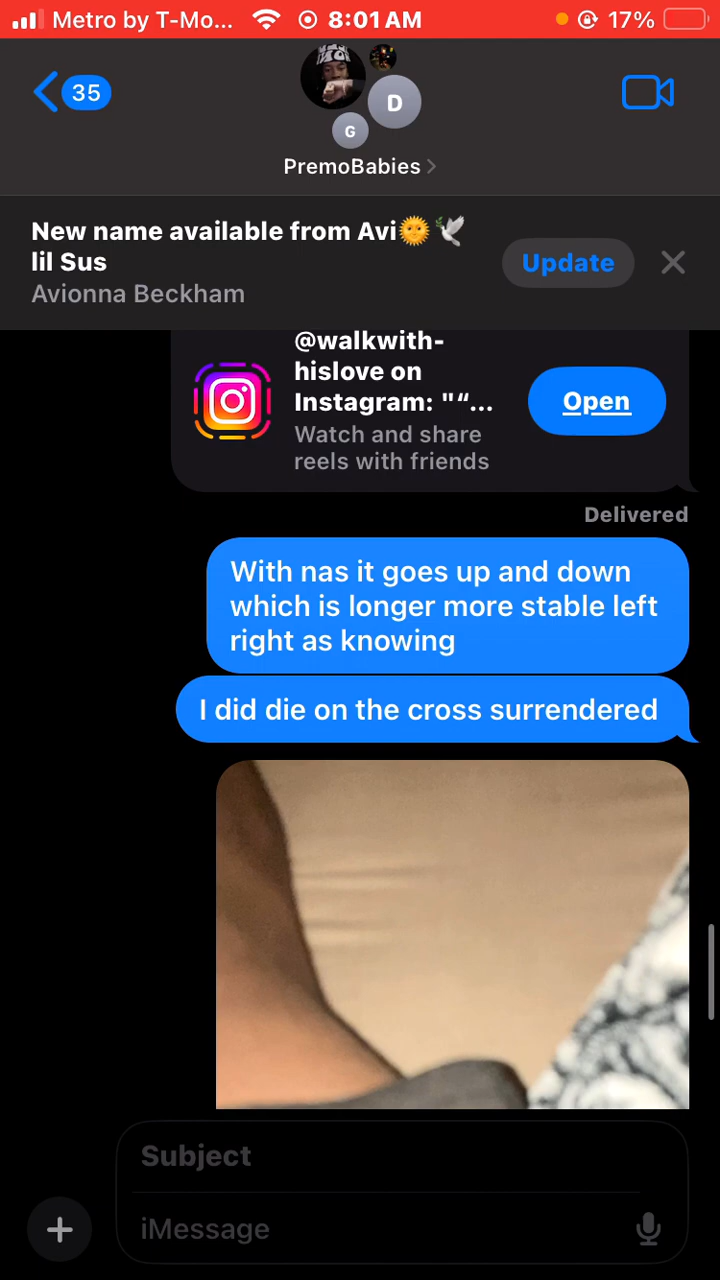 Metro by T-Mo... 8:01 AM 17%
35
D
G
PremoBabies
New name available from Avi🌞🕊️
lil Sus
Avionna Beckham
Update
@walkwith-
hislove on
Instagram: "“...
Watch and share
reels with friends
Open
Delivered
With nas it goes up and down
which is longer more stable left
right as knowing
I did die on the cross surrendered
Subject
iMessage